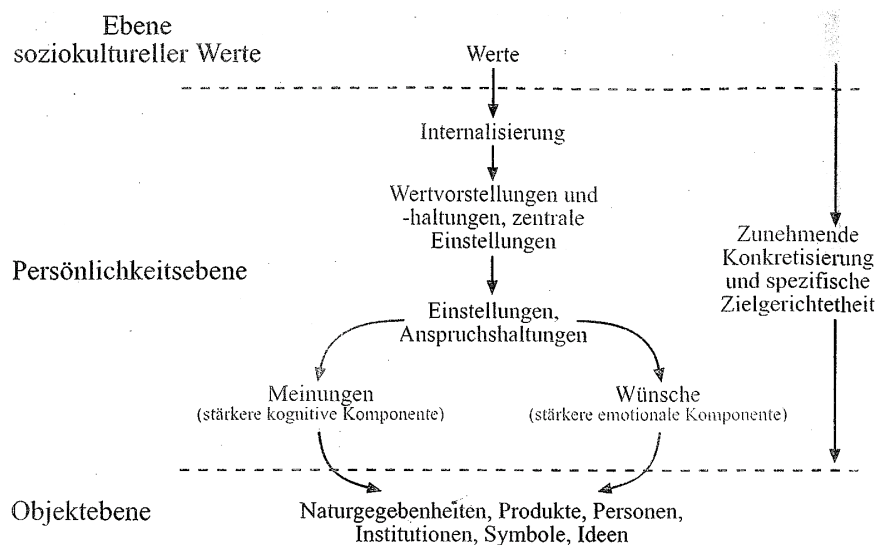 Ebene
soziokultureller Werte
Werte
Internalisierung
Wertvorstellungen und
-haltungen, zentrale
Einstellungen
Zunehmende
Konkretisierung
und spezifische
Zielgerichtetheit
Persönlichkeitsebene
Einstellungen,
Anspruchshaltungen
Meinungen
(stärkere kognitive Komponente)
Wünsche
(stärkere emotionale Komponente)
Objektebene
Naturgegebenheiten, Produkte, Personen,
Institutionen, Symbole, Ideen